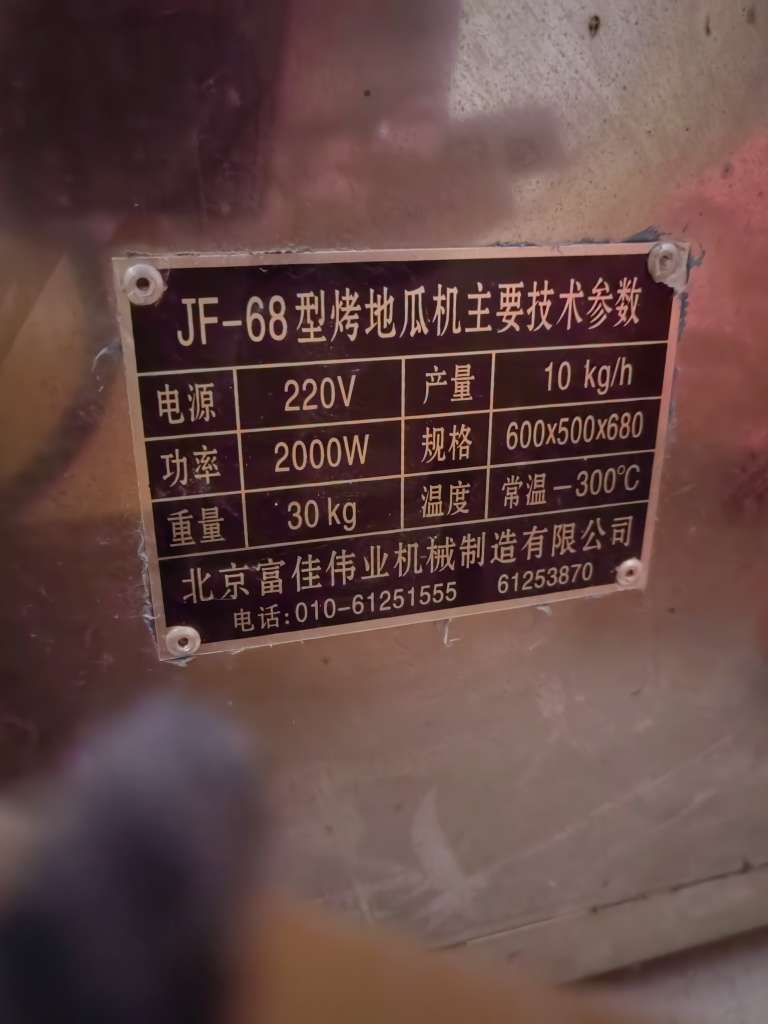 JF-68型烤地瓜机主要技术参数
电源 220V 产量 10 kg/h
功率 2000W 规格 600x500x680
重量 30kg 温度 常温-300℃
北京富佳伟业机械制造有限公司
电话:010-61251555 61253870